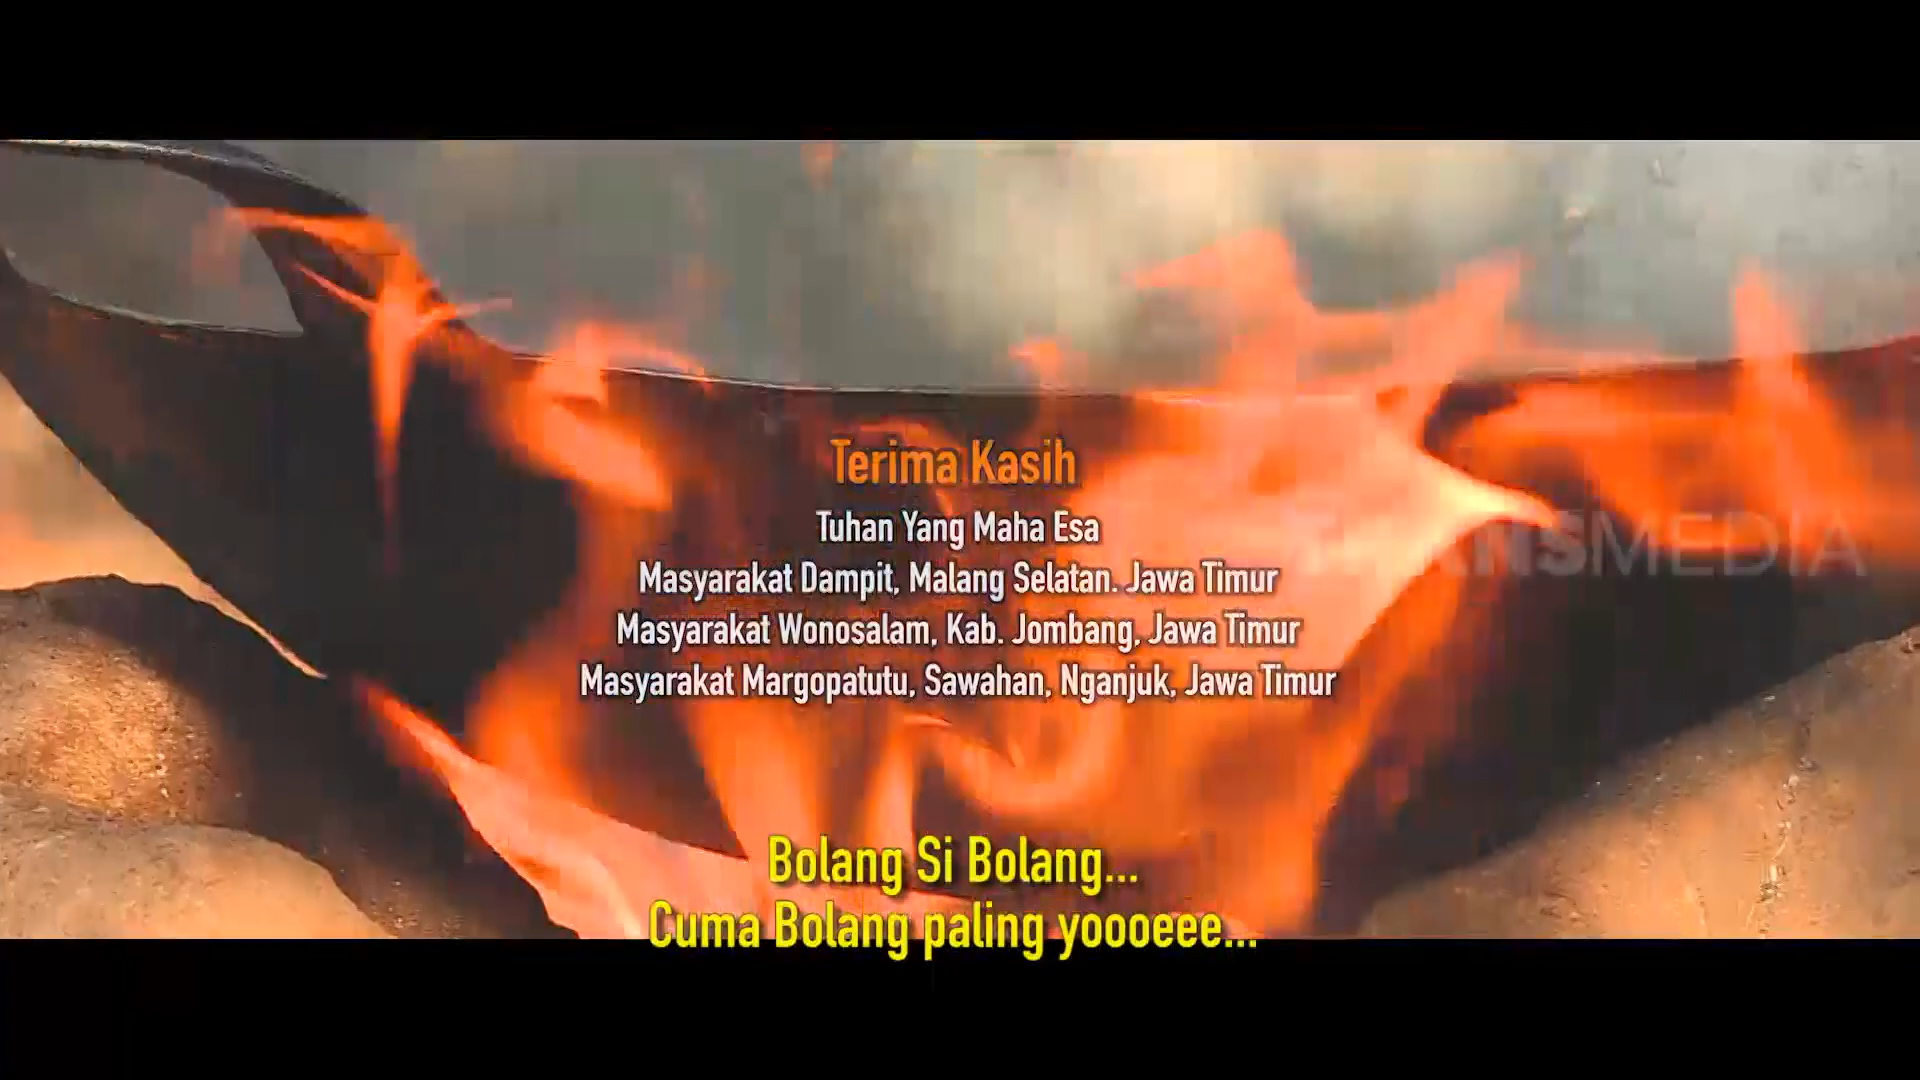 Terima Kasih
Tuhan Yang Maha Esa
Masyarakat Dampit, Malang Selatan. Jawa Timur
TRANSMEDIA
Masyarakat Wonosalam, Kab. Jombang, Jawa Timur
Masyarakat Margopatutu, Sawahan, Nganjuk, Jawa Timur
Bolang Si Bolang...
Cuma Bolang paling yoooeee...